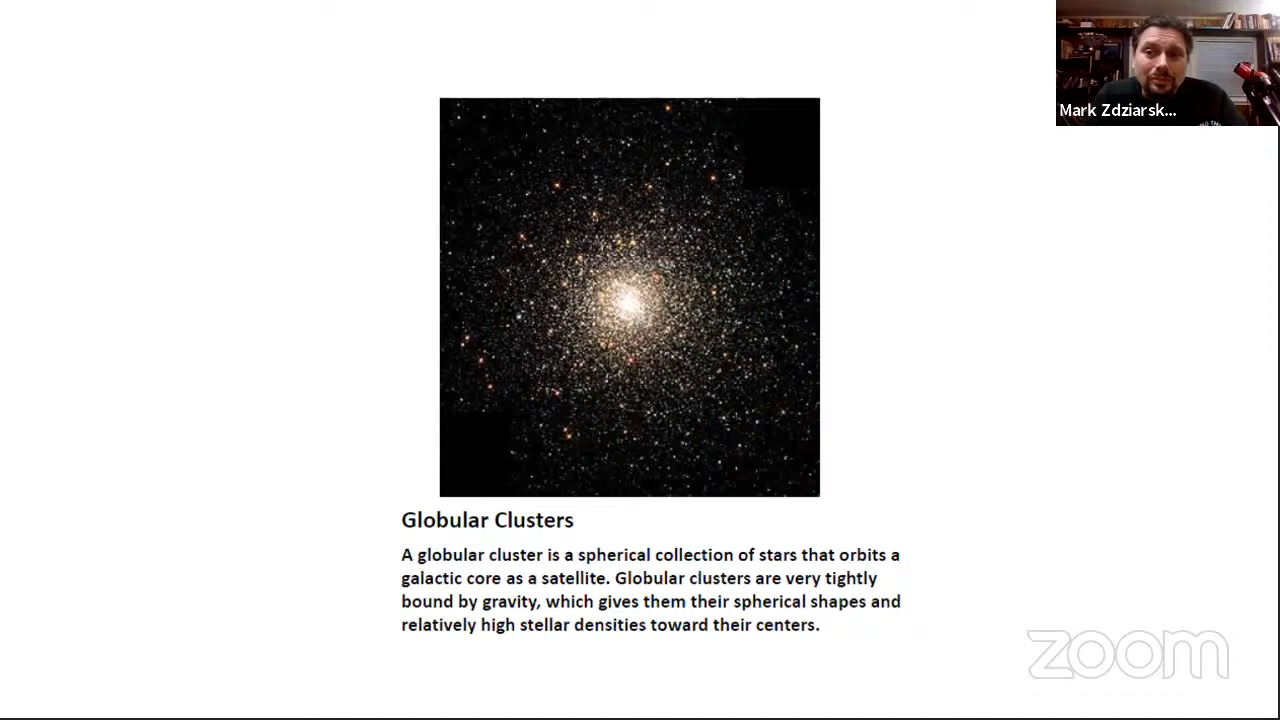 Mark Zdziarsk...
Globular Clusters
A globular cluster is a spherical collection of stars that orbits a
galactic core as a satellite. Globular clusters are very tightly
bound by gravity, which gives them their spherical shapes and
relatively high stellar densities toward their centers.
zoom